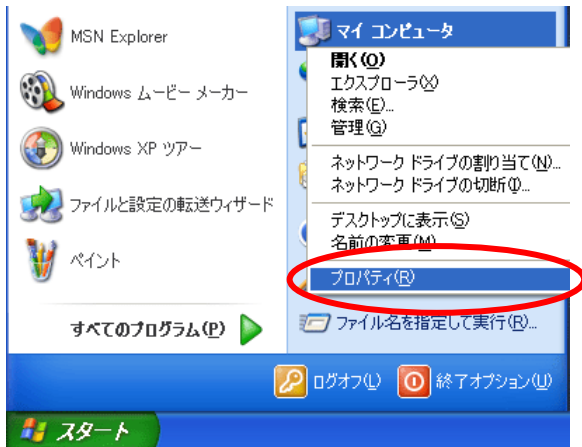 MSN Explorer
Windows ムービー メーカー
Windows XP ツアー
ファイルと設定の転送ウィザード
ペイント
すべてのプログラム(P)
マイ コンピュータ
開く(O)
エクスプローラ(X)
検索(E)...
管理(G)
ネットワーク ドライブの割り当て(N)...
ネットワーク ドライブの切断(I)...
デスクトップに表示(S)
名前の変更(M)
プロパティ(R)
ファイル名を指定して実行(R)...
ログオフ(L)
終了オプション(U)
スタート